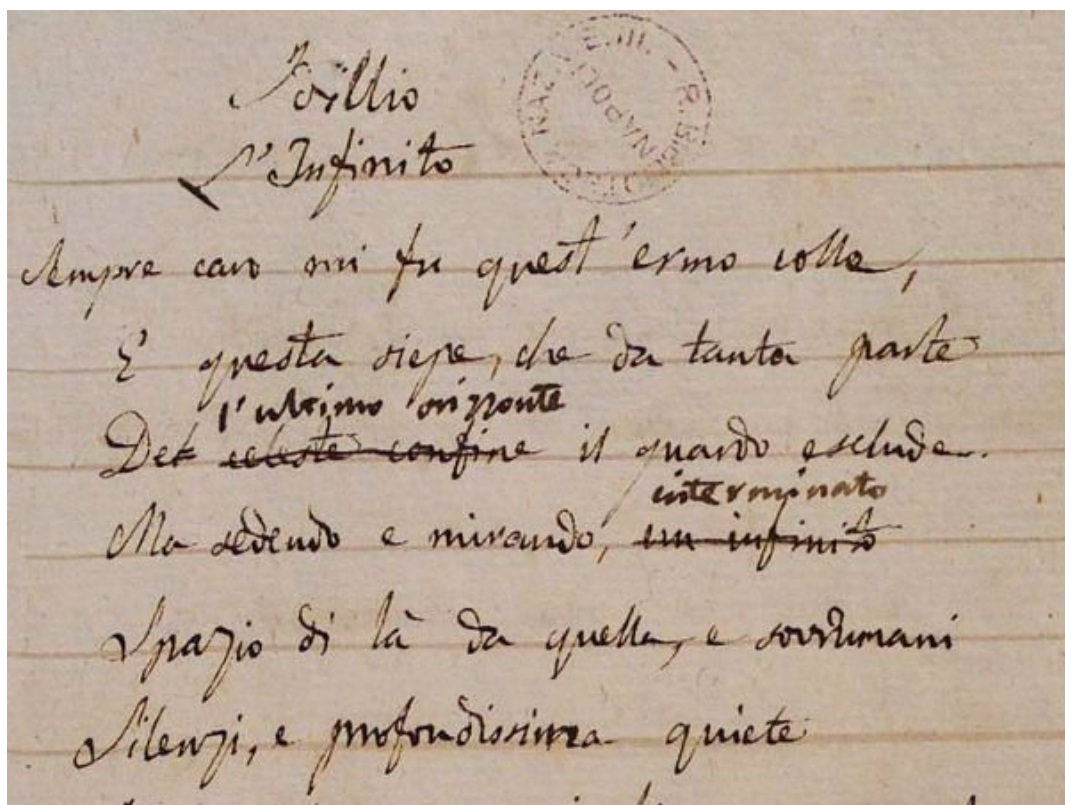 Idillio
L'Infinito
Sempre caro mi fu quest'ermo colle,
E questa siepe, che da tanta parte
l'ultimo orizzonte
Del celeste confine il guardo esclude.
interminato
Ma sedendo e mirando, un infinito
Spazio di là da quella, e sovrumani
Silenzi, e profondissima quiete